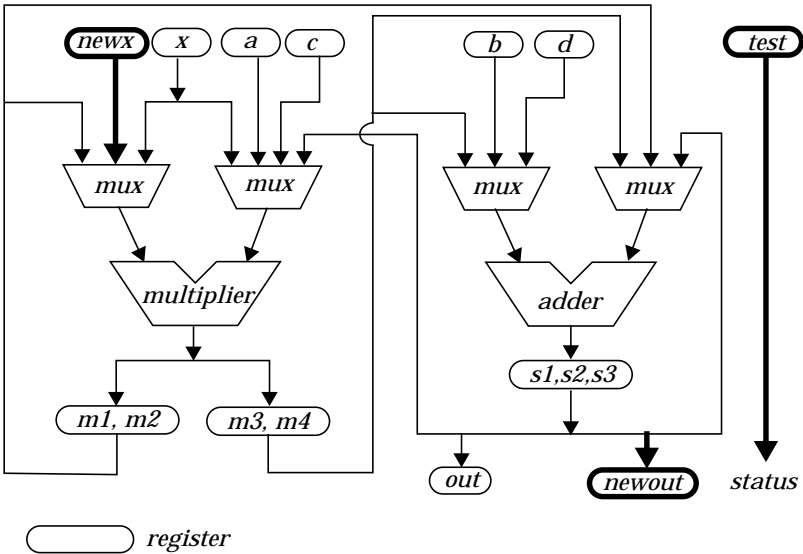 newx x a c b d test
mux mux mux mux
multiplier adder
s1,s2,s3
m1, m2 m3, m4
out newout status
register